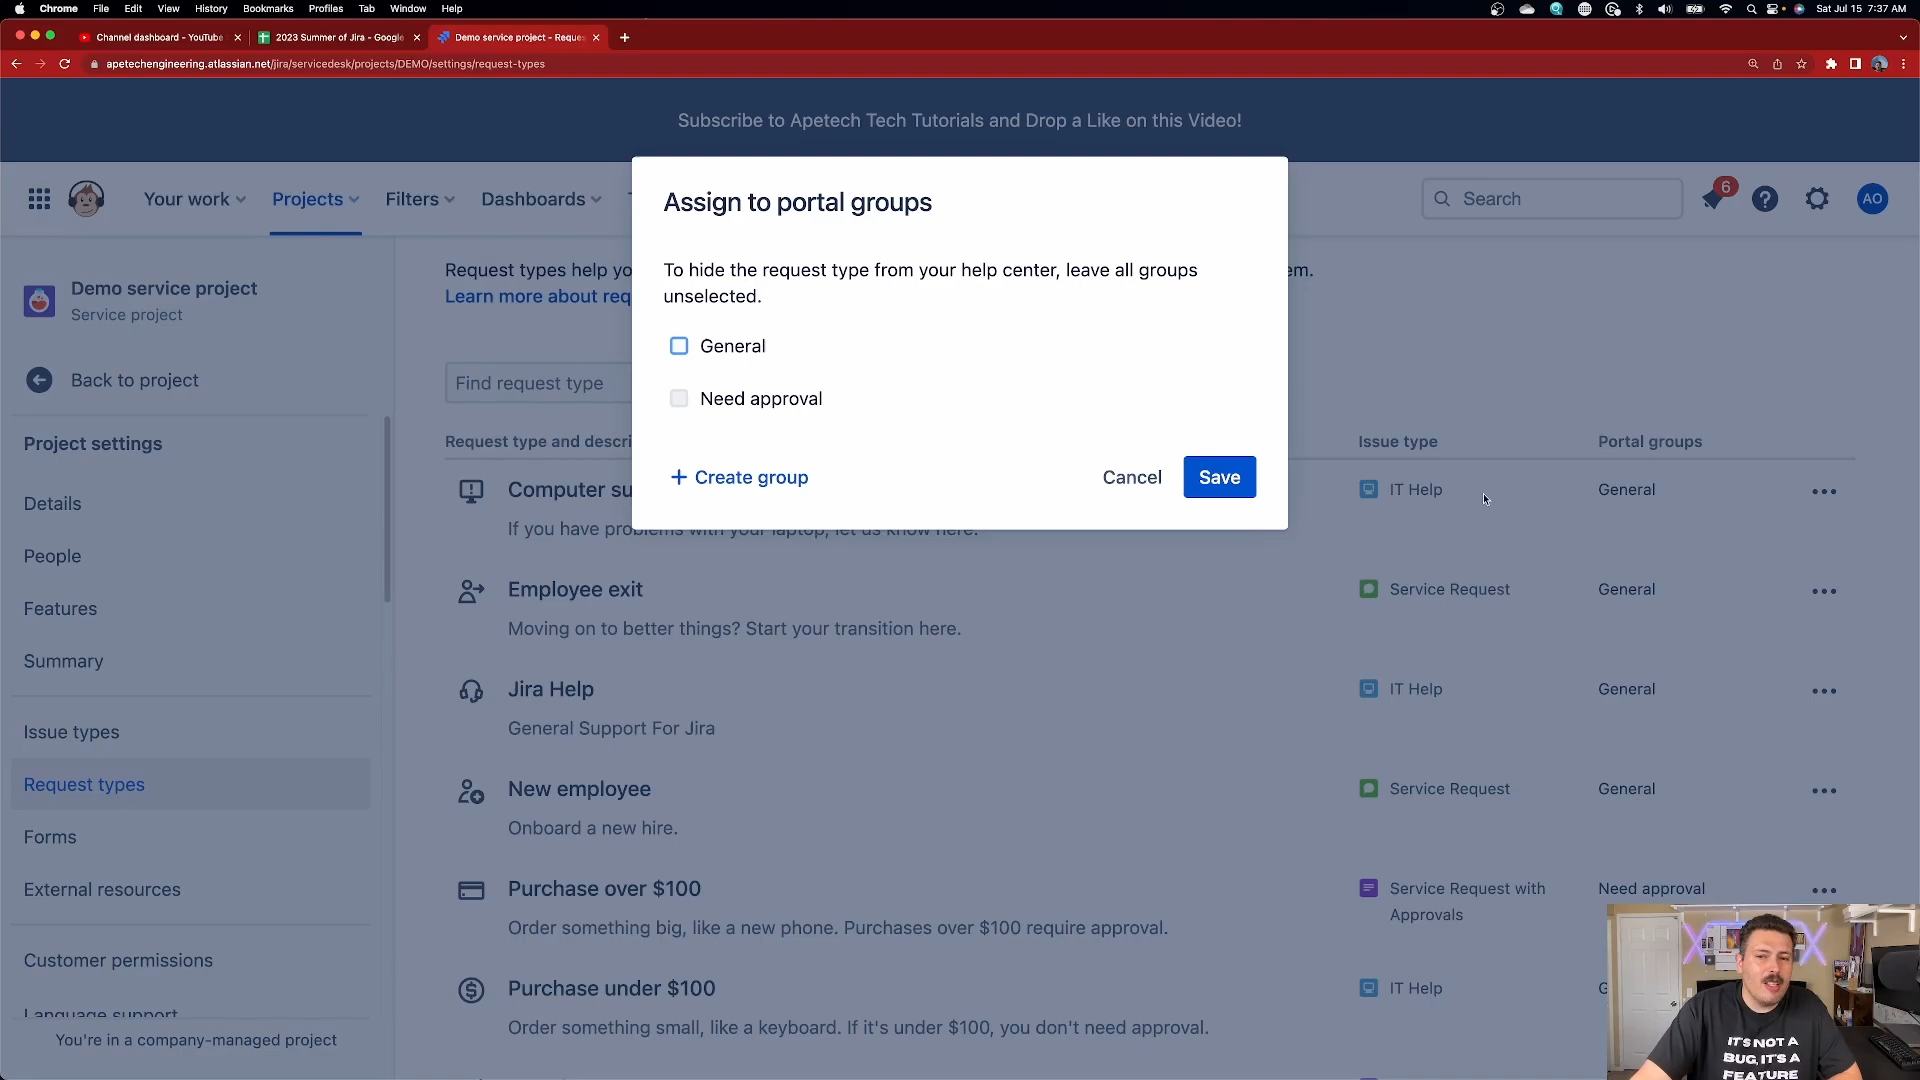 Chrome File Edit View History Bookmarks Profiles Tab Window Help Sat Jul 15 7:37 AM
Channel dashboard - YouTube 2023 Summer of Jira - Google Demo service project - Reques
apetechengineering.atlassian.net/jira/servicedesk/projects/DEMO/settings/request-types
Subscribe to Apetech Tech Tutorials and Drop a Like on this Video!
Your work Projects Filters Dashboards Search 6 AO
Demo service project
Service project
Back to project
Project settings
Details
People
Features
Summary
Issue types
Request types
Forms
External resources
Customer permissions
Language support
You're in a company-managed project
Request types help yo em.
Learn more about req
Find request type
Assign to portal groups
To hide the request type from your help center, leave all groups
unselected.
General
Need approval
Create group Cancel Save
Request type and descri Issue type Portal groups
Computer su IT Help General
If you have problems with your laptop, let us know here.
Employee exit Service Request General
Moving on to better things? Start your transition here.
Jira Help IT Help General
General Support For Jira
New employee Service Request General
Onboard a new hire.
Purchase over $100 Service Request with Need approval
Approvals
Order something big, like a new phone. Purchases over $100 require approval.
Purchase under $100 IT Help G
Order something small, like a keyboard. If it's under $100, you don't need approval.
IT'S NOT A
BUG, IT'S A
FEATURE